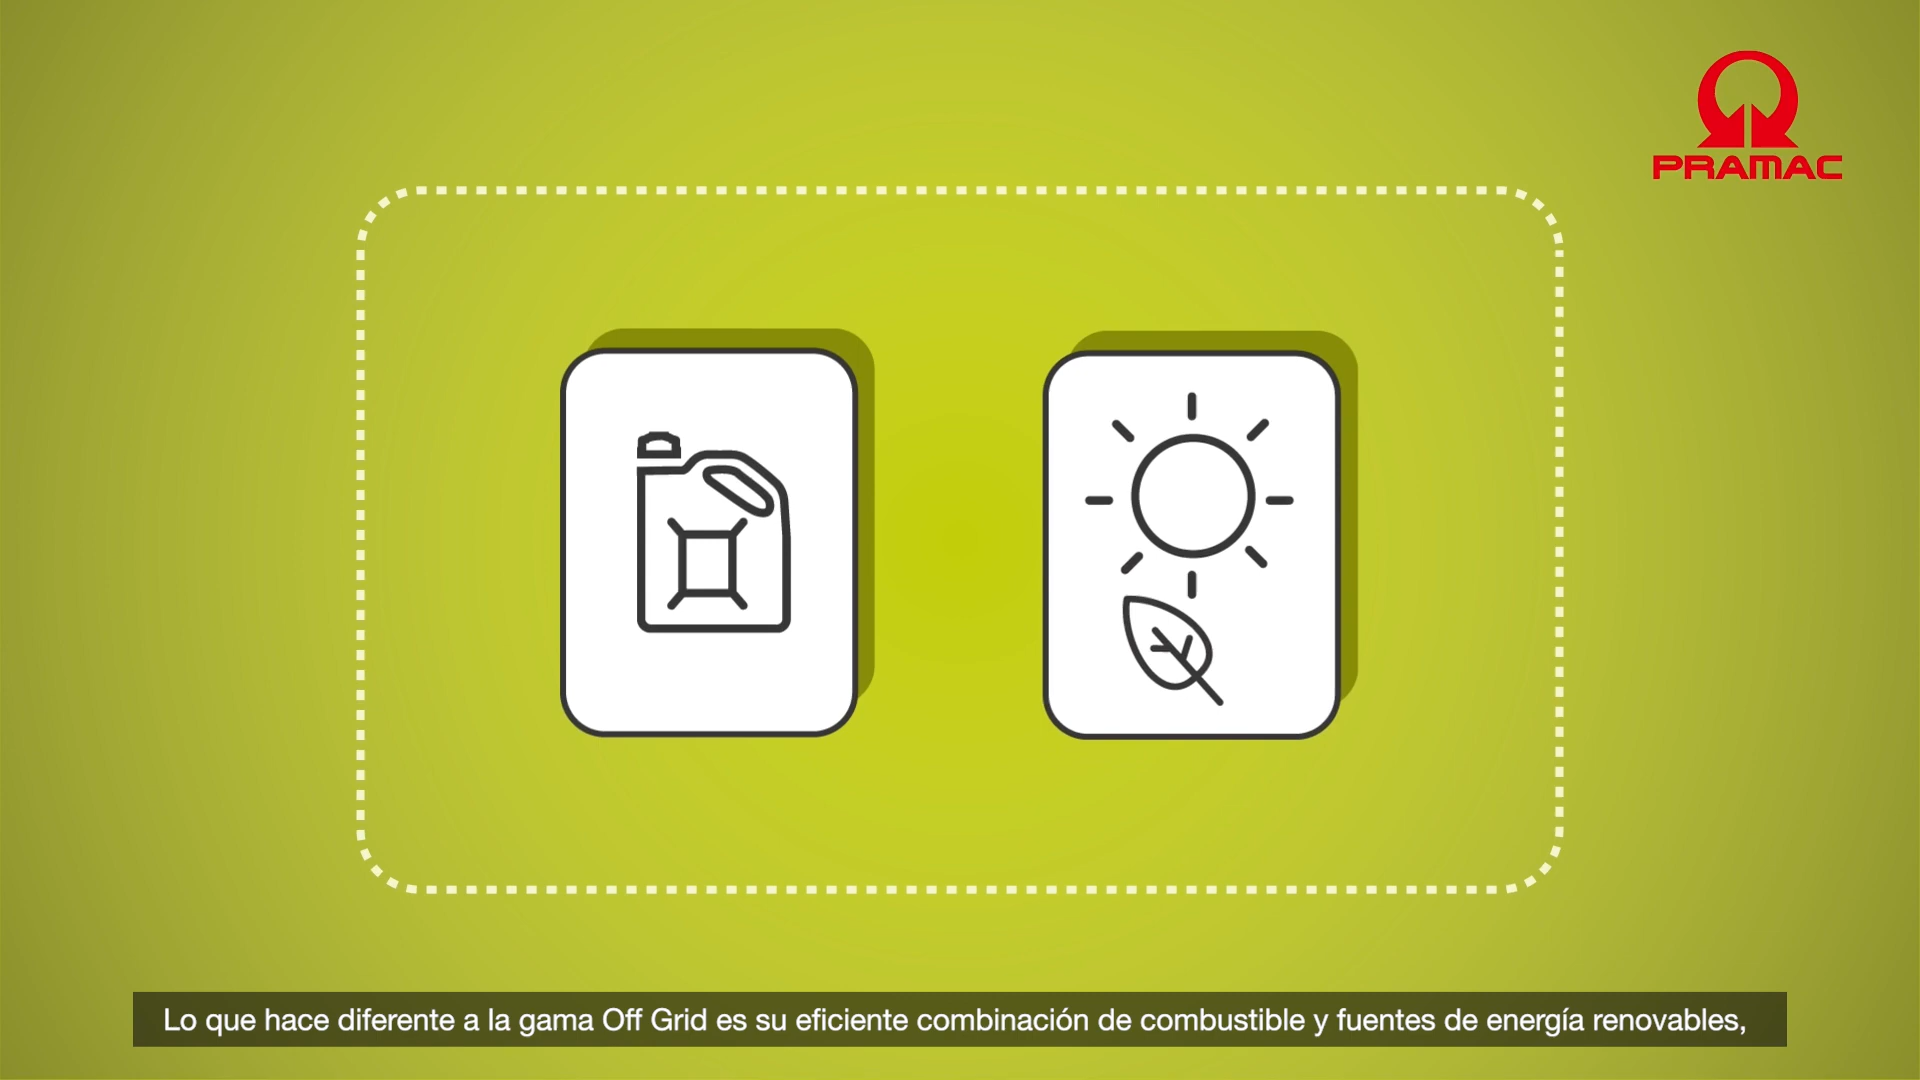 PRAMAC
Lo que hace diferente a la gama Off Grid es su eficiente combinación de combustible y fuentes de energía renovables,